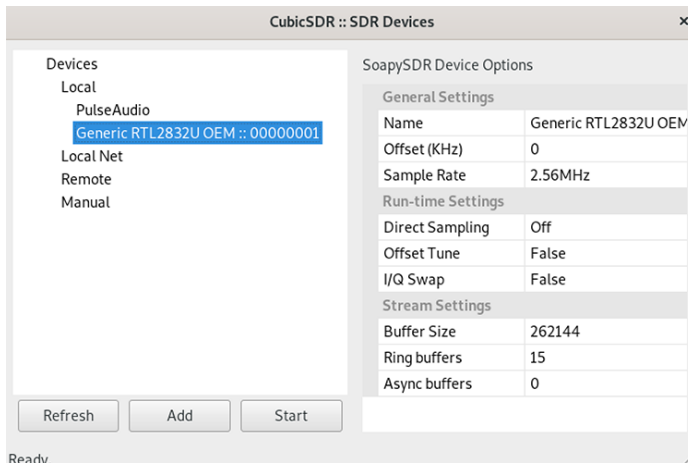 CubicSDR :: SDR Devices
Devices
Local
PulseAudio
Generic RTL2832U OEM :: 00000001
Local Net
Remote
Manual
Refresh
Add
Start
Ready
SoapySDR Device Options
General Settings
Name Generic RTL2832U OEM
Offset (KHz) 0
Sample Rate 2.56MHz
Run-time Settings
Direct Sampling Off
Offset Tune False
I/Q Swap False
Stream Settings
Buffer Size 262144
Ring buffers 15
Async buffers 0